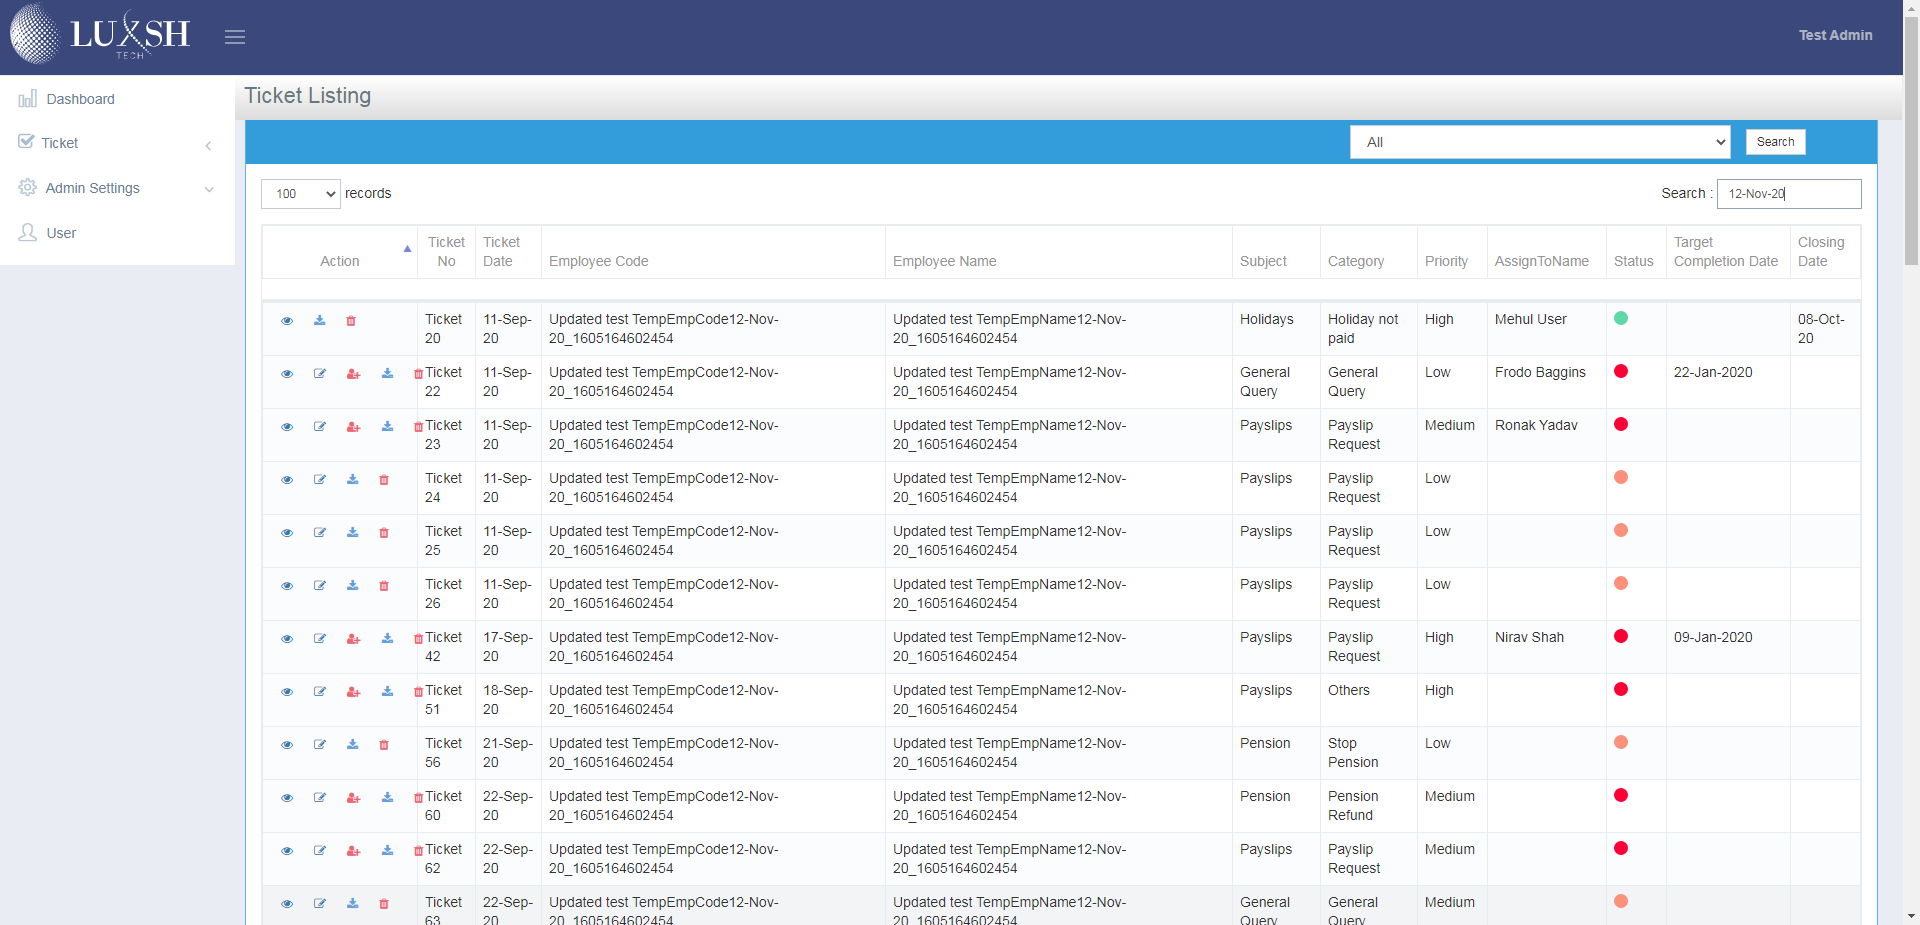 LUXSH
TECH
Test Admin
Dashboard
Ticket
Admin Settings
User
Ticket Listing
All
Search
100 records
Search : 12-Nov-20
Action
Ticket No
Ticket Date
Employee Code
Employee Name
Subject
Category
Priority
AssignToName
Status
Target Completion Date
Closing Date
Ticket 11-Sep- Updated test TempEmpCode12-Nov- Updated test TempEmpName12-Nov- Holidays Holiday not High Mehul User 08-Oct-
20 20 20_1605164602454 20_1605164602454 paid 20
Ticket 11-Sep- Updated test TempEmpCode12-Nov- Updated test TempEmpName12-Nov- General General Low Frodo Baggins 22-Jan-2020
22 20 20_1605164602454 20_1605164602454 Query Query
Ticket 11-Sep- Updated test TempEmpCode12-Nov- Updated test TempEmpName12-Nov- Payslips Payslip Medium Ronak Yadav
23 20 20_1605164602454 20_1605164602454 Request
Ticket 11-Sep- Updated test TempEmpCode12-Nov- Updated test TempEmpName12-Nov- Payslips Payslip Low
24 20 20_1605164602454 20_1605164602454 Request
Ticket 11-Sep- Updated test TempEmpCode12-Nov- Updated test TempEmpName12-Nov- Payslips Payslip Low
25 20 20_1605164602454 20_1605164602454 Request
Ticket 11-Sep- Updated test TempEmpCode12-Nov- Updated test TempEmpName12-Nov- Payslips Payslip Low
26 20 20_1605164602454 20_1605164602454 Request
Ticket 17-Sep- Updated test TempEmpCode12-Nov- Updated test TempEmpName12-Nov- Payslips Payslip High Nirav Shah 09-Jan-2020
42 20 20_1605164602454 20_1605164602454 Request
Ticket 18-Sep- Updated test TempEmpCode12-Nov- Updated test TempEmpName12-Nov- Payslips Others High
51 20 20_1605164602454 20_1605164602454
Ticket 21-Sep- Updated test TempEmpCode12-Nov- Updated test TempEmpName12-Nov- Pension Stop Low
56 20 20_1605164602454 20_1605164602454 Pension
Ticket 22-Sep- Updated test TempEmpCode12-Nov- Updated test TempEmpName12-Nov- Pension Pension Medium
60 20 20_1605164602454 20_1605164602454 Refund
Ticket 22-Sep- Updated test TempEmpCode12-Nov- Updated test TempEmpName12-Nov- Payslips Payslip Medium
62 20 20_1605164602454 20_1605164602454 Request
Ticket 22-Sep- Updated test TempEmpCode12-Nov- Updated test TempEmpName12-Nov- General General Medium
63 20 20_1605164602454 20_1605164602454 Query Query